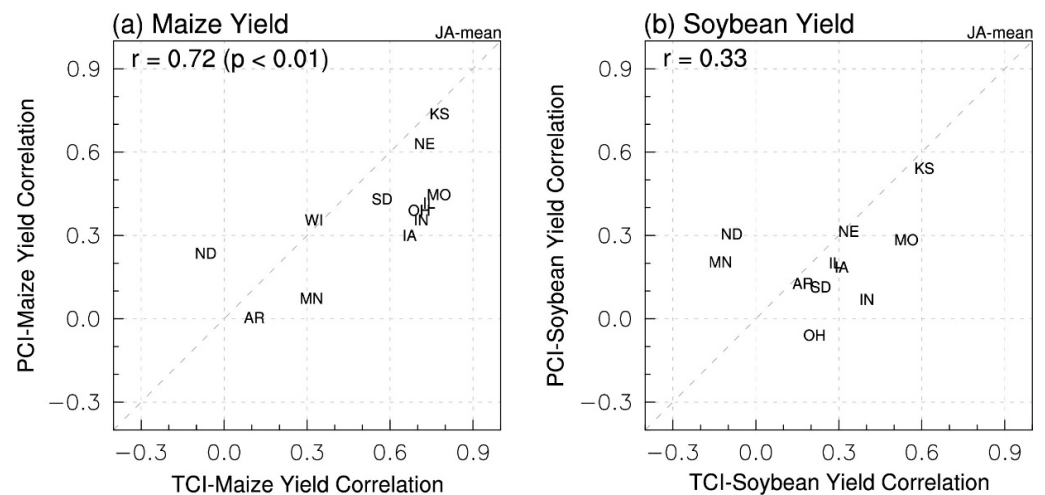 (a) Maize Yield
JA-mean
r = 0.72 (p < 0.01)
0.9
0.6
0.3
0.0
−0.3
PCI-Maize Yield Correlation
KS
NE
SD
MO
IL
OH
IN
WI
IA
ND
MN
AR
−0.3 0.0 0.3 0.6 0.9
TCI-Maize Yield Correlation
(b) Soybean Yield
JA-mean
r = 0.33
0.9
0.6
0.3
0.0
−0.3
PCI-Soybean Yield Correlation
KS
ND
NE
MO
MN
IL
IA
AR
SD
IN
OH
−0.3 0.0 0.3 0.6 0.9
TCI-Soybean Yield Correlation